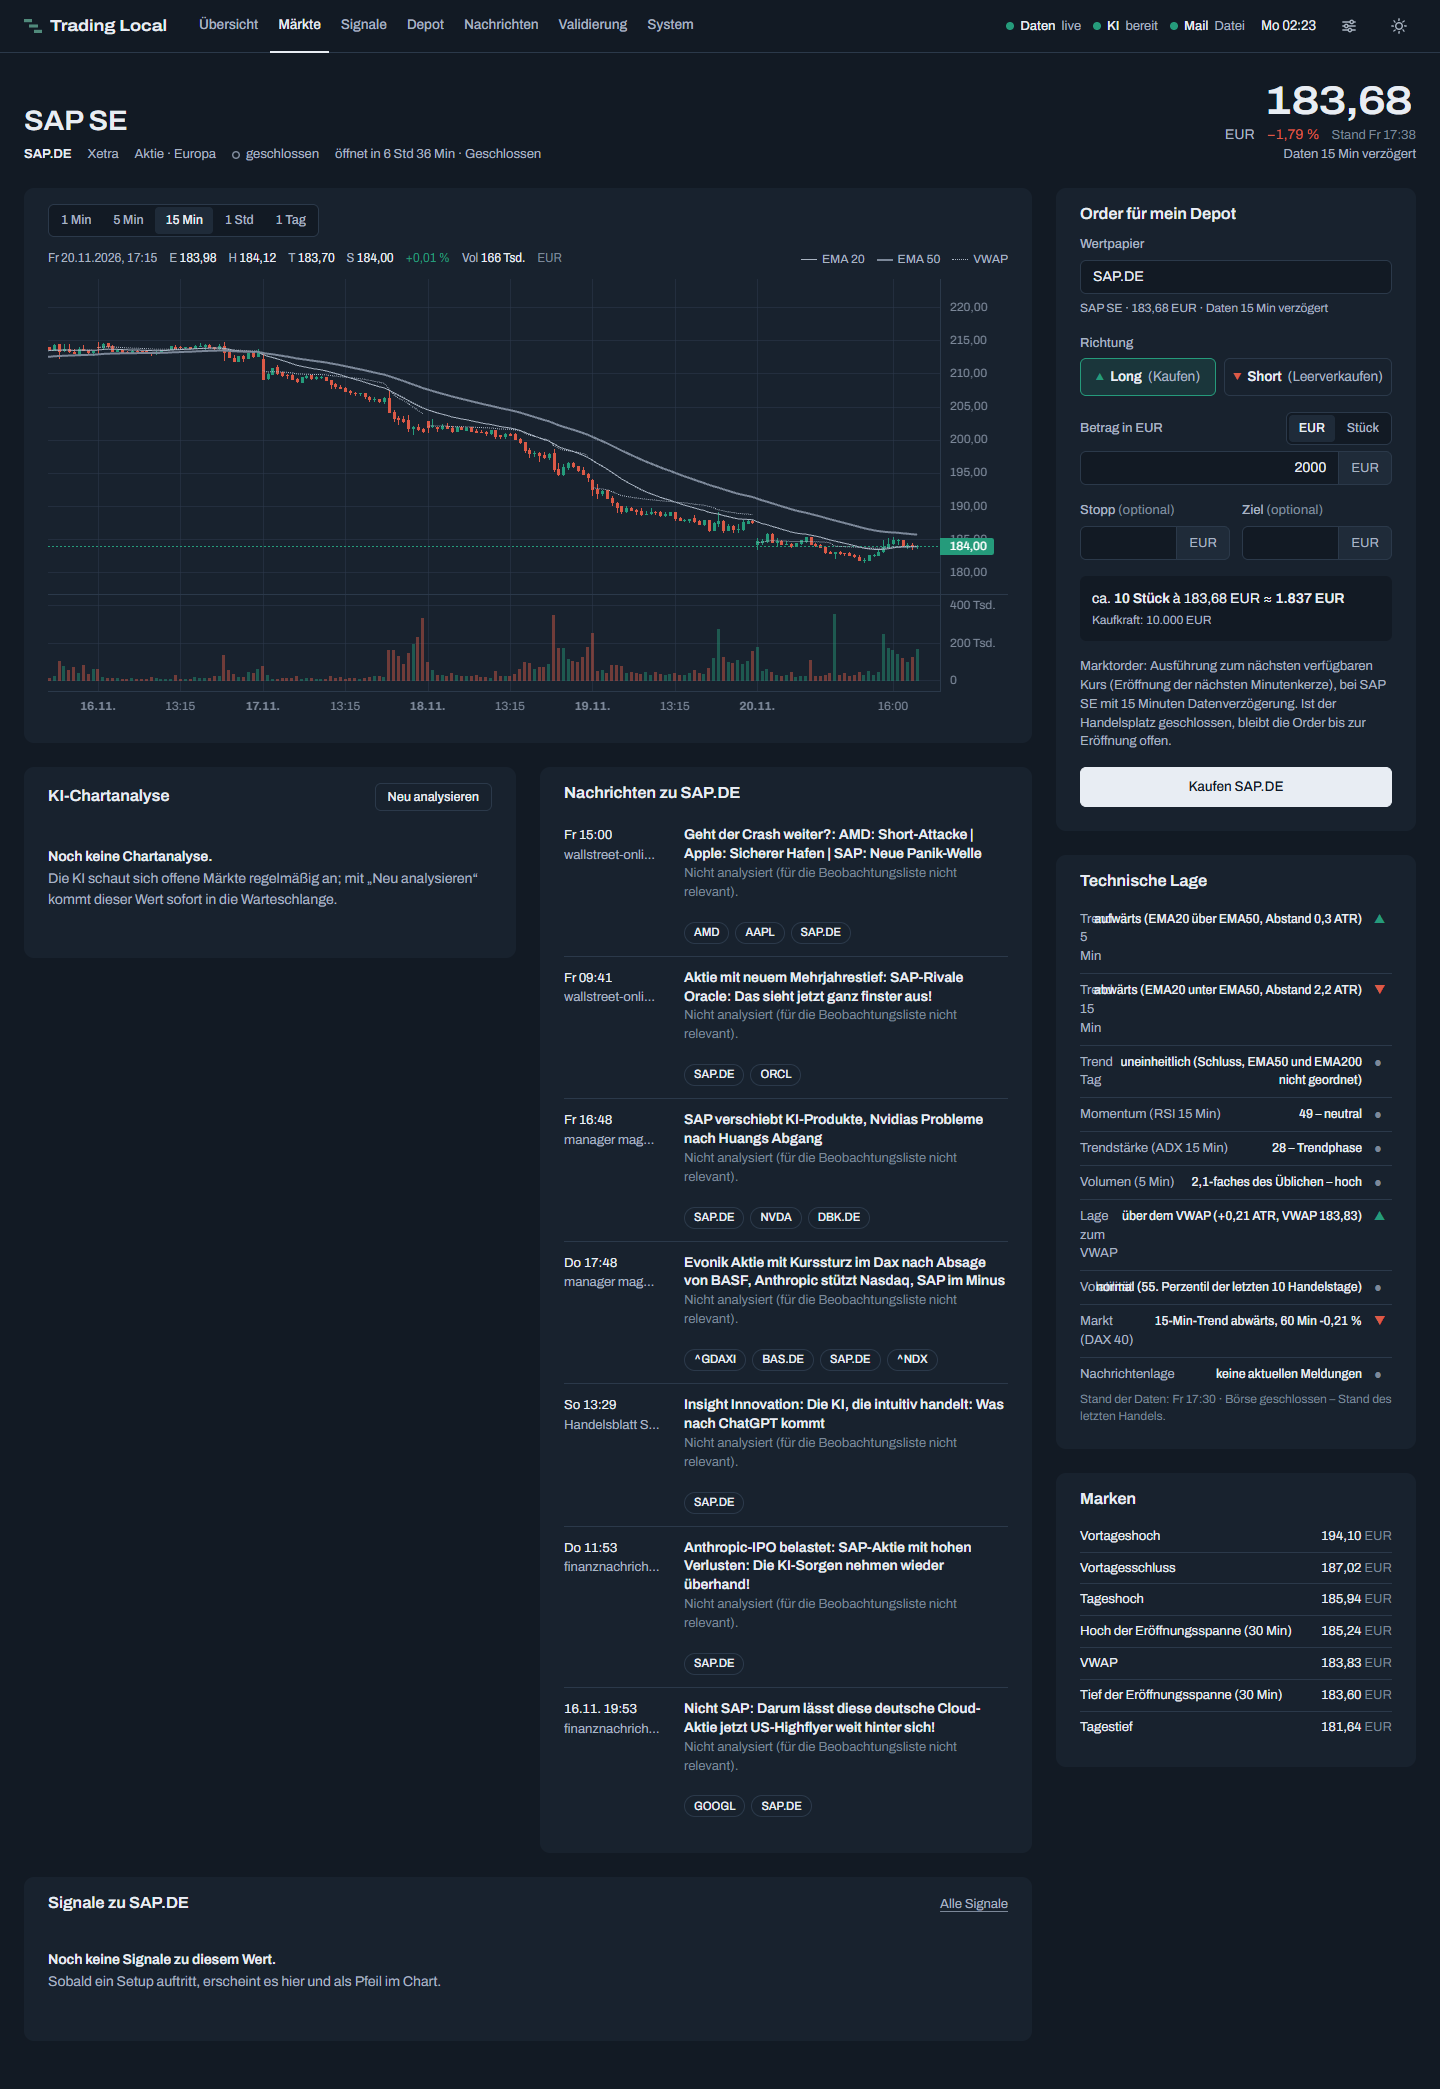 Trading Local
Übersicht Märkte Signale Depot Nachrichten Validierung System
Daten live KI bereit Mail Datei Mo 02:23
SAP SE
SAP.DE Xetra Aktie · Europa geschlossen öffnet in 6 Std 36 Min · Geschlossen
183,68
EUR −1,79 % Stand Fr 17:38
Daten 15 Min verzögert
1 Min 5 Min 15 Min 1 Std 1 Tag
Fr 20.11.2026, 17:15 E 183,98 H 184,12 T 183,70 S 184,00 +0,01 % Vol 166 Tsd. EUR
EMA 20 EMA 50 VWAP
220,00
215,00
210,00
205,00
200,00
195,00
190,00
184,00
180,00
400 Tsd.
200 Tsd.
0
16.11. 13:15 17.11. 13:15 18.11. 13:15 19.11. 13:15 20.11. 16:00
Order für mein Depot
Wertpapier
SAP.DE
SAP SE · 183,68 EUR · Daten 15 Min verzögert
Richtung
▲ Long (Kaufen) ▼ Short (Leerverkaufen)
Betrag in EUR EUR Stück
2000 EUR
Stopp (optional) Ziel (optional)
EUR EUR
ca. 10 Stück à 183,68 EUR ≈ 1.837 EUR
Kaufkraft: 10.000 EUR
Marktorder: Ausführung zum nächsten verfügbaren
Kurs (Eröffnung der nächsten Minutenkerze), bei SAP
SE mit 15 Minuten Datenverzögerung. Ist der
Handelsplatz geschlossen, bleibt die Order bis zur
Eröffnung offen.
Kaufen SAP.DE
KI-Chartanalyse Neu analysieren
Noch keine Chartanalyse.
Die KI schaut sich offene Märkte regelmäßig an; mit „Neu analysieren“
kommt dieser Wert sofort in die Warteschlange.
Nachrichten zu SAP.DE
Fr 15:00
wallstreet-onli...
Geht der Crash weiter?: AMD: Short-Attacke |
Apple: Sicherer Hafen | SAP: Neue Panik-Welle
Nicht analysiert (für die Beobachtungsliste nicht
relevant).
AMD AAPL SAP.DE
Fr 09:41
wallstreet-onli...
Aktie mit neuem Mehrjahrestief: SAP-Rivale
Oracle: Das sieht jetzt ganz finster aus!
Nicht analysiert (für die Beobachtungsliste nicht
relevant).
SAP.DE ORCL
Fr 16:48
manager mag...
SAP verschiebt KI-Produkte, Nvidias Probleme
nach Huangs Abgang
Nicht analysiert (für die Beobachtungsliste nicht
relevant).
SAP.DE NVDA DBK.DE
Do 17:48
manager mag...
Evonik Aktie mit Kurssturz im Dax nach Absage
von BASF, Anthropic stützt Nasdaq, SAP im Minus
Nicht analysiert (für die Beobachtungsliste nicht
relevant).
^GDAXI BAS.DE SAP.DE ^NDX
So 13:29
Handelsblatt S...
Insight Innovation: Die KI, die intuitiv handelt: Was
nach ChatGPT kommt
Nicht analysiert (für die Beobachtungsliste nicht
relevant).
SAP.DE
Do 11:53
finanznachrich...
Anthropic-IPO belastet: SAP-Aktie mit hohen
Verlusten: Die KI-Sorgen nehmen wieder
überhand!
Nicht analysiert (für die Beobachtungsliste nicht
relevant).
SAP.DE
16.11. 19:53
finanznachrich...
Nicht SAP: Darum lässt diese deutsche Cloud-
Aktie jetzt US-Highflyer weit hinter sich!
Nicht analysiert (für die Beobachtungsliste nicht
relevant).
GOOGL SAP.DE
Technische Lage
Trend aufwärts (EMA20 über EMA50, Abstand 0,3 ATR) ▲
5
Min
Trend abwärts (EMA20 unter EMA50, Abstand 2,2 ATR) ▼
15
Min
Trend uneinheitlich (Schluss, EMA50 und EMA200
Tag nicht geordnet)
Momentum (RSI 15 Min) 49 – neutral
Trendstärke (ADX 15 Min) 28 – Trendphase
Volumen (5 Min) 2,1-faches des Üblichen – hoch
Lage über dem VWAP (+0,21 ATR, VWAP 183,83) ▲
zum
VWAP
normal (55. Perzentil der letzten 10 Handelstage)
Markt 15-Min-Trend abwärts, 60 Min -0,21 % ▼
(DAX 40)
Nachrichtenlage keine aktuellen Meldungen
Stand der Daten: Fr 17:30 · Börse geschlossen – Stand des
letzten Handels.
Marken
Vortageshoch 194,10 EUR
Vortagesschluss 187,02 EUR
Tageshoch 185,94 EUR
Hoch der Eröffnungsspanne (30 Min) 185,24 EUR
VWAP 183,83 EUR
Tief der Eröffnungsspanne (30 Min) 183,60 EUR
Tagestief 181,64 EUR
Signale zu SAP.DE Alle Signale
Noch keine Signale zu diesem Wert.
Sobald ein Setup auftritt, erscheint es hier und als Pfeil im Chart.